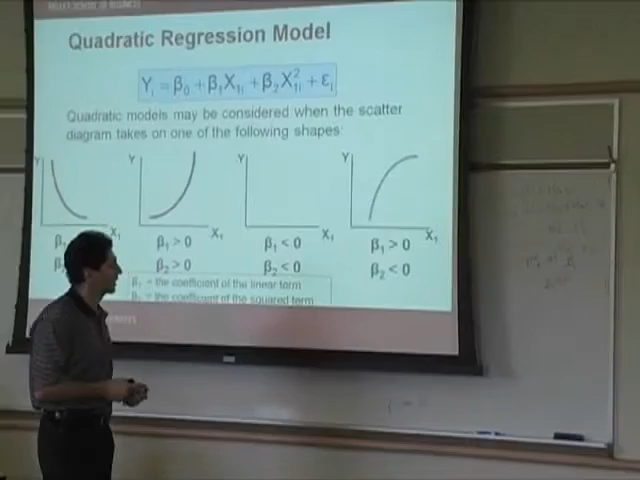 Quadratic Regression Model
Yᵢ = β₀ + β₁X₁ᵢ + β₂X₁ᵢ² + εᵢ
Quadratic models may be considered when the scatter
diagram takes on one of the following shapes:
Y Y Y Y
X₁ X₁ X₁ X₁
β₁ β₁ > 0 β₁ < 0 β₁ > 0
β₂ > 0 β₂ < 0 β₂ < 0
β₁ = the coefficient of the linear term
β₂ = the coefficient of the squared term